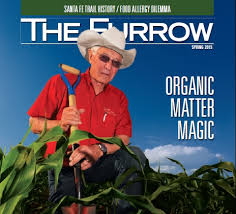 SANTA FE TRAIL HISTORY / FOOD ALLERGY DILEMMA
THE FURROW
SPRING 2015
ORGANIC
MATTER
MAGIC